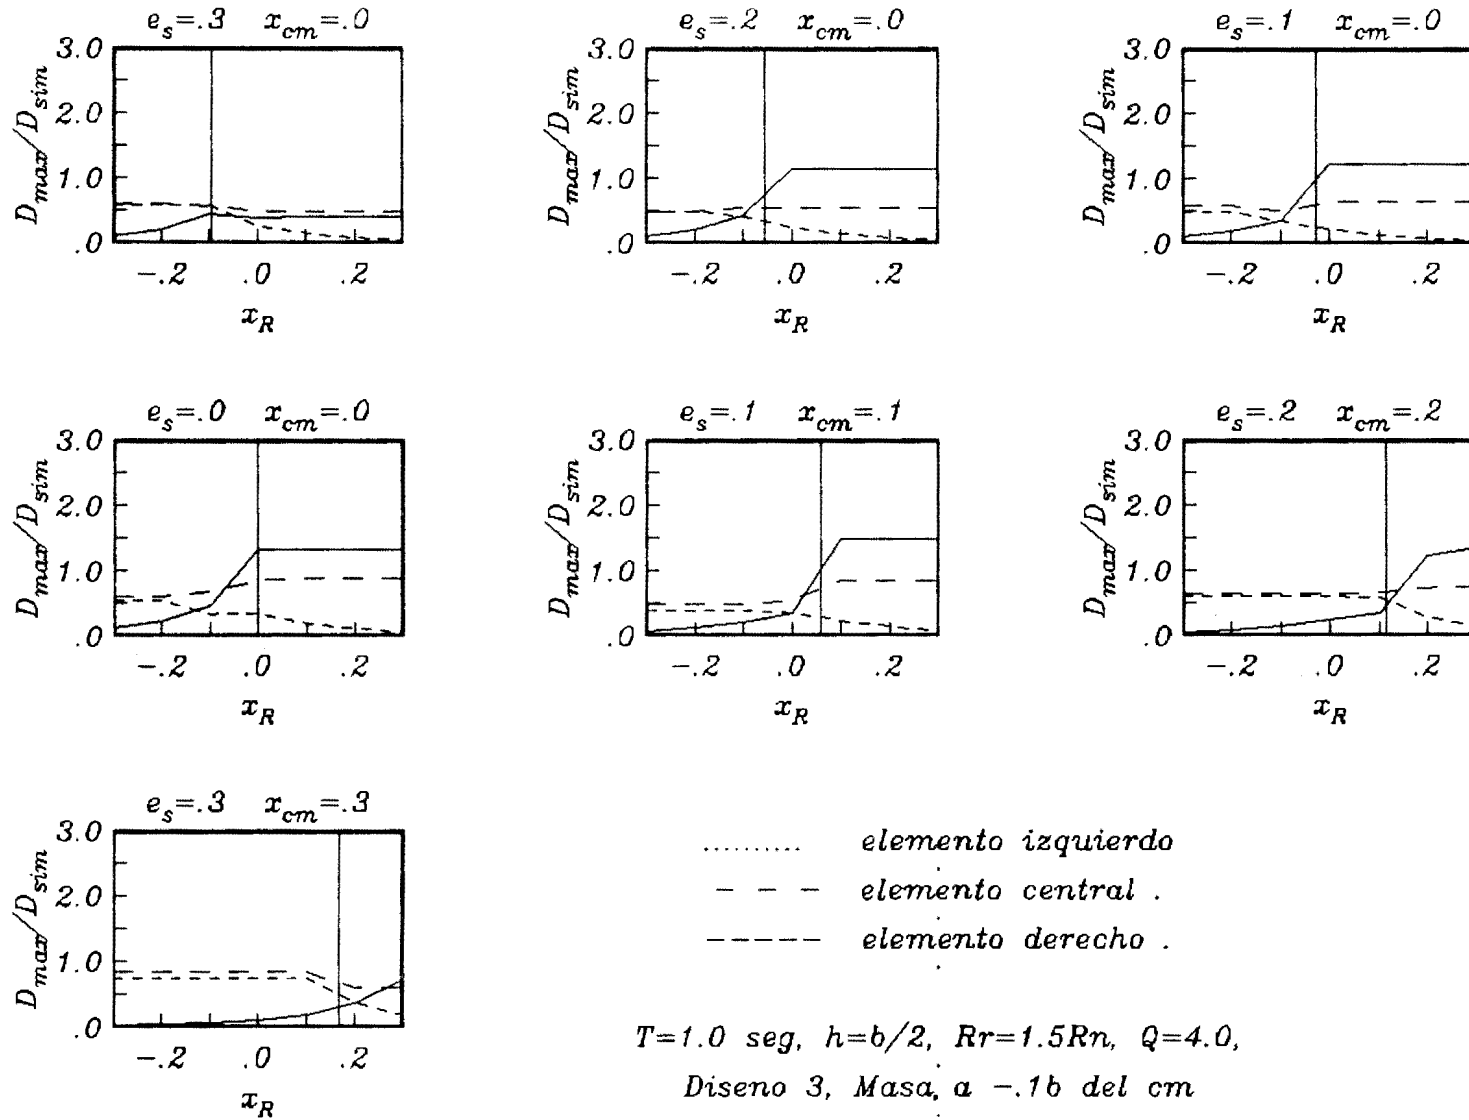 e_s=.3 x_cm=.0
3.0
2.0
1.0
.0
D_max/D_sim
-.2 .0 .2
x_R
e_s=.2 x_cm=.0
3.0
2.0
1.0
.0
D_max/D_sim
-.2 .0 .2
x_R
e_s=.1 x_cm=.0
3.0
2.0
1.0
.0
D_max/D_sim
-.2 .0 .2
x_R
e_s=.0 x_cm=.0
3.0
2.0
1.0
.0
D_max/D_sim
-.2 .0 .2
x_R
e_s=.1 x_cm=.1
3.0
2.0
1.0
.0
D_max/D_sim
-.2 .0 .2
x_R
e_s=.2 x_cm=.2
3.0
2.0
1.0
.0
D_max/D_sim
-.2 .0 .2
x_R
e_s=.3 x_cm=.3
3.0
2.0
1.0
.0
D_max/D_sim
-.2 .0 .2
x_R
elemento izquierdo
elemento central .
elemento derecho .
T=1.0 seg, h=b/2, Rr=1.5Rn, Q=4.0,
Diseno 3, Masa, a -.1b del cm